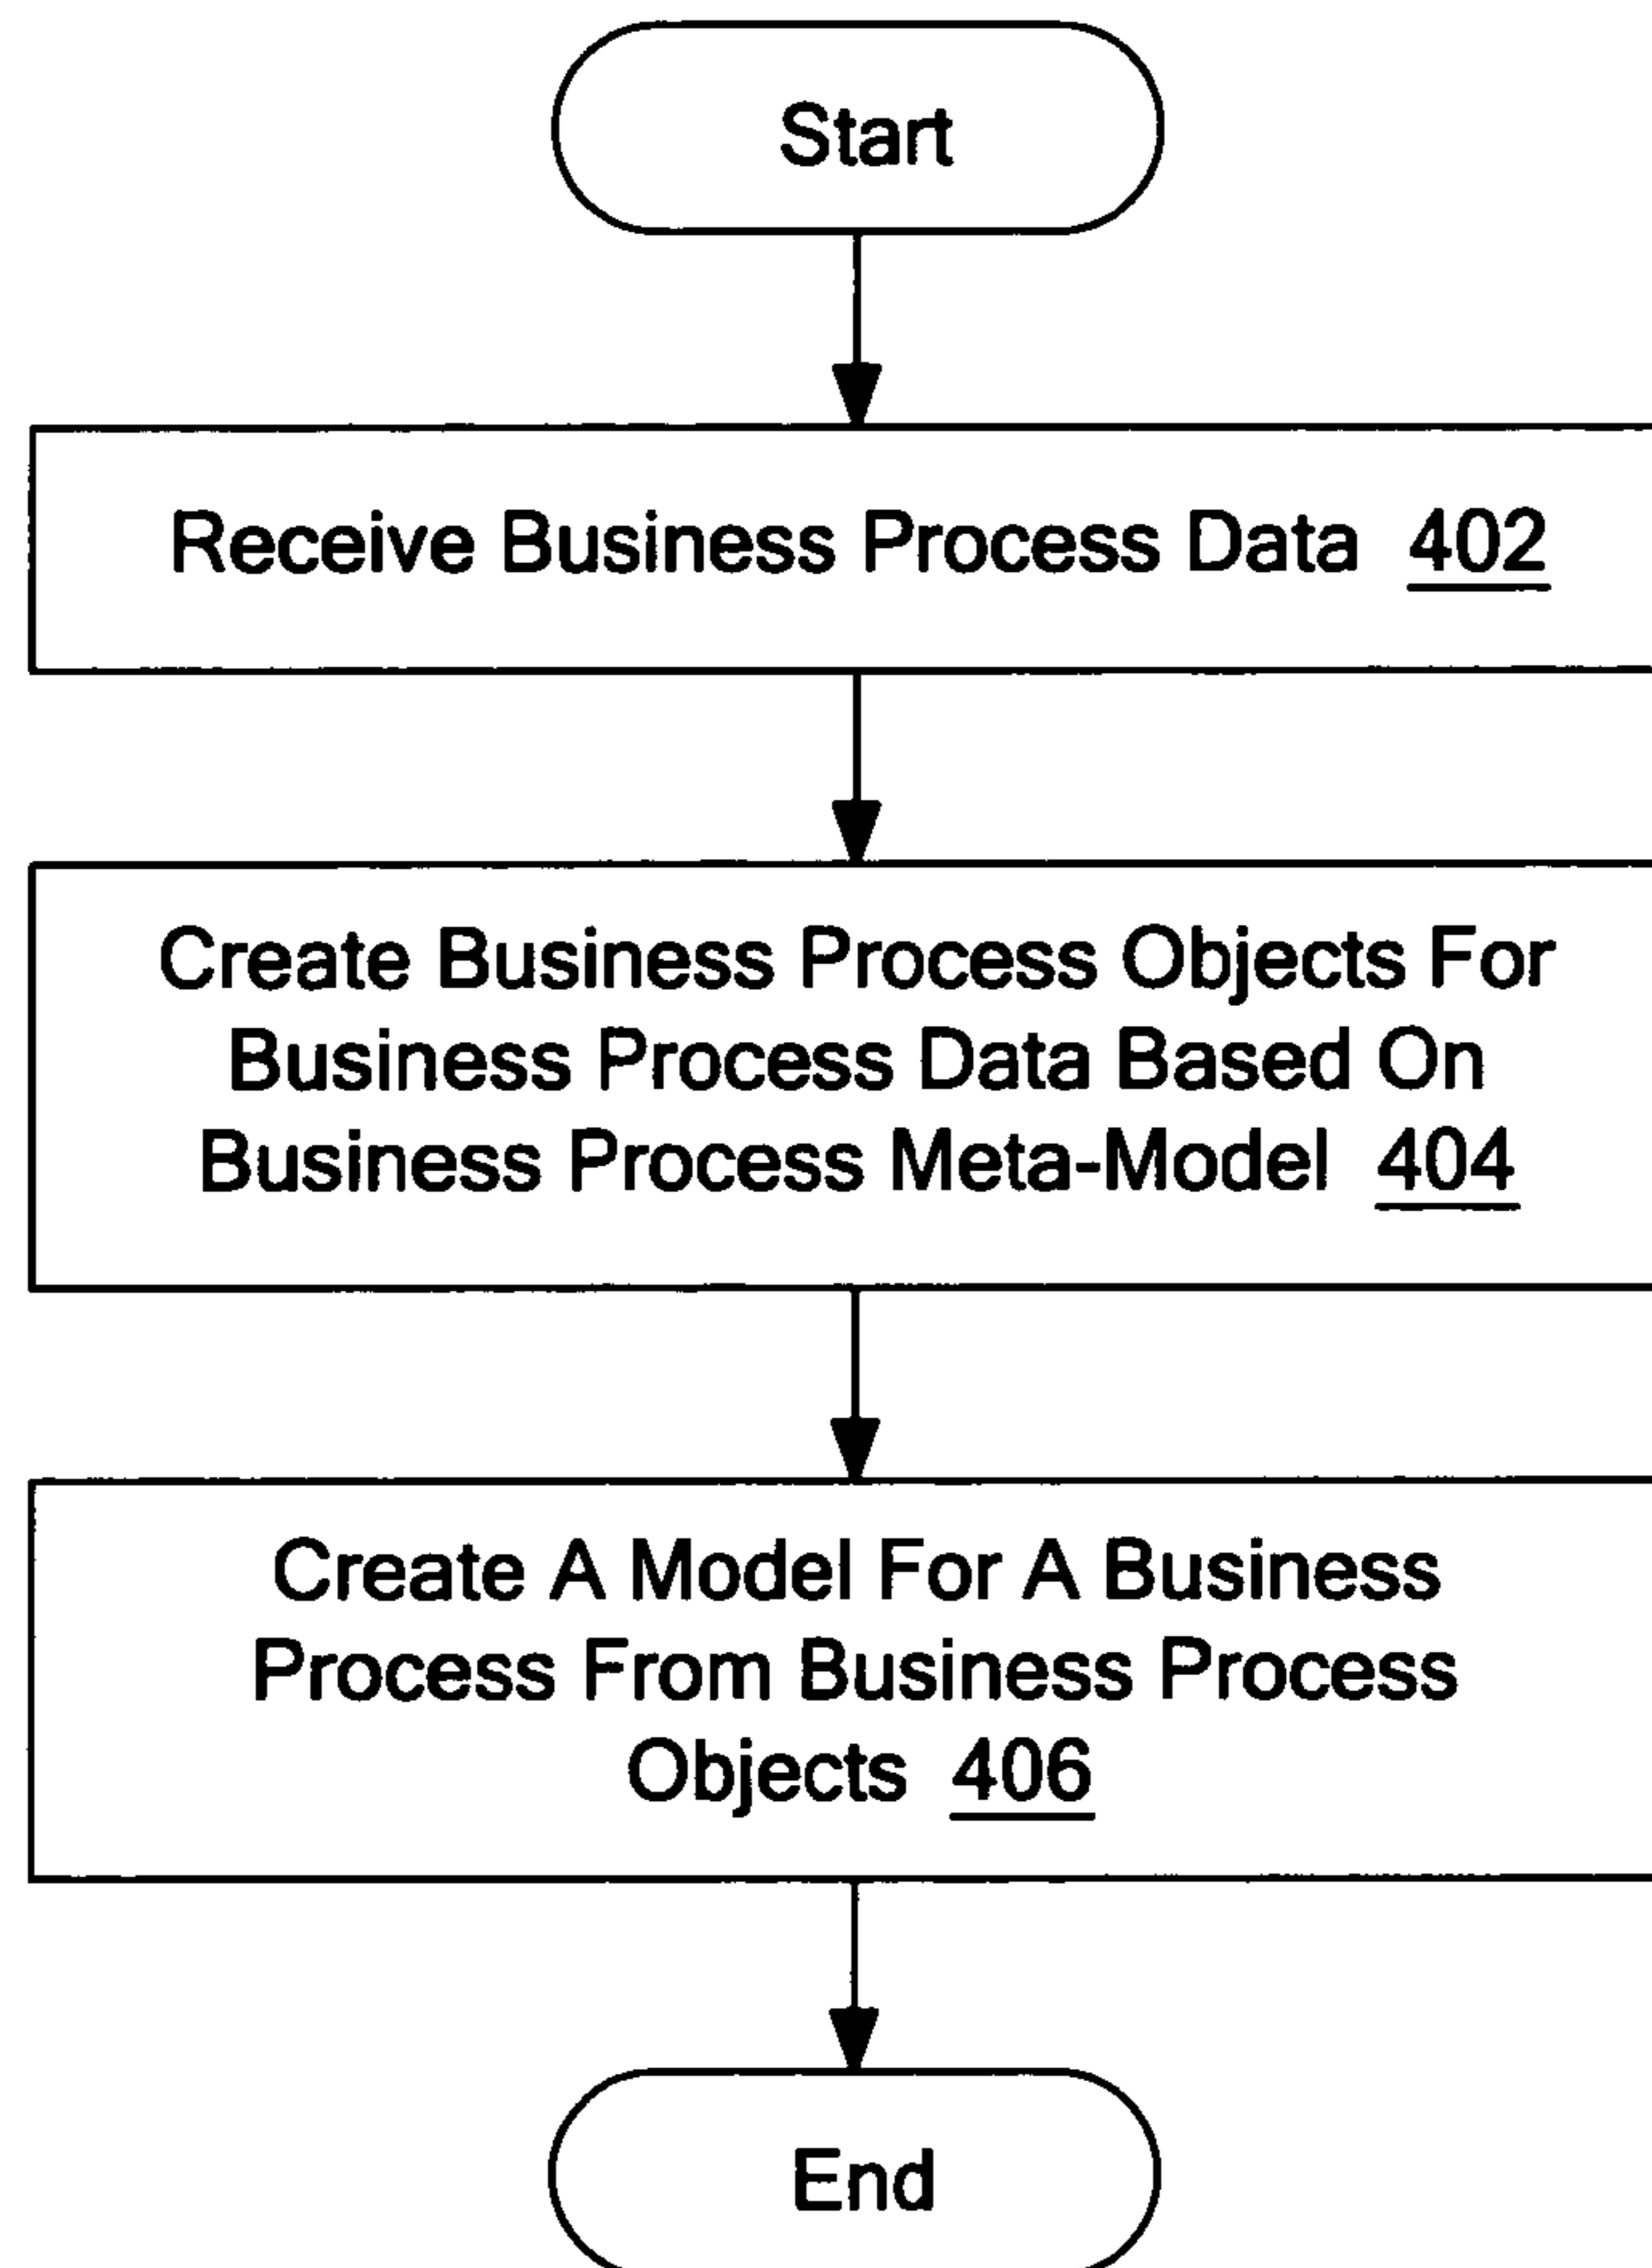 Start
Receive Business Process Data 402
Create Business Process Objects For
Business Process Data Based On
Business Process Meta-Model 404
Create A Model For A Business
Process From Business Process
Objects 406
End